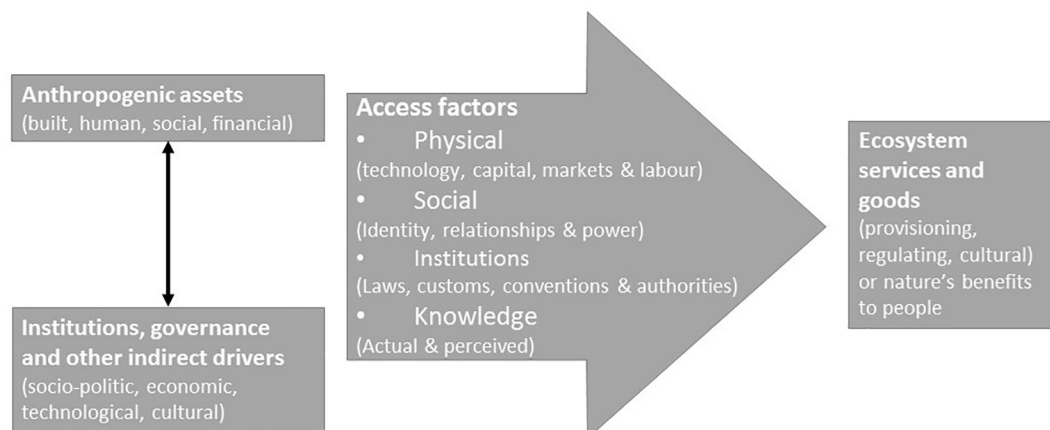 Anthropogenic assets
(built, human, social, financial)
Institutions, governance
and other indirect drivers
(socio-politic, economic,
technological, cultural)
Access factors
• Physical
(technology, capital, markets & labour)
• Social
(Identity, relationships & power)
• Institutions
(Laws, customs, conventions & authorities)
• Knowledge
(Actual & perceived)
Ecosystem
services and
goods
(provisioning,
regulating, cultural)
or nature’s benefits
to people